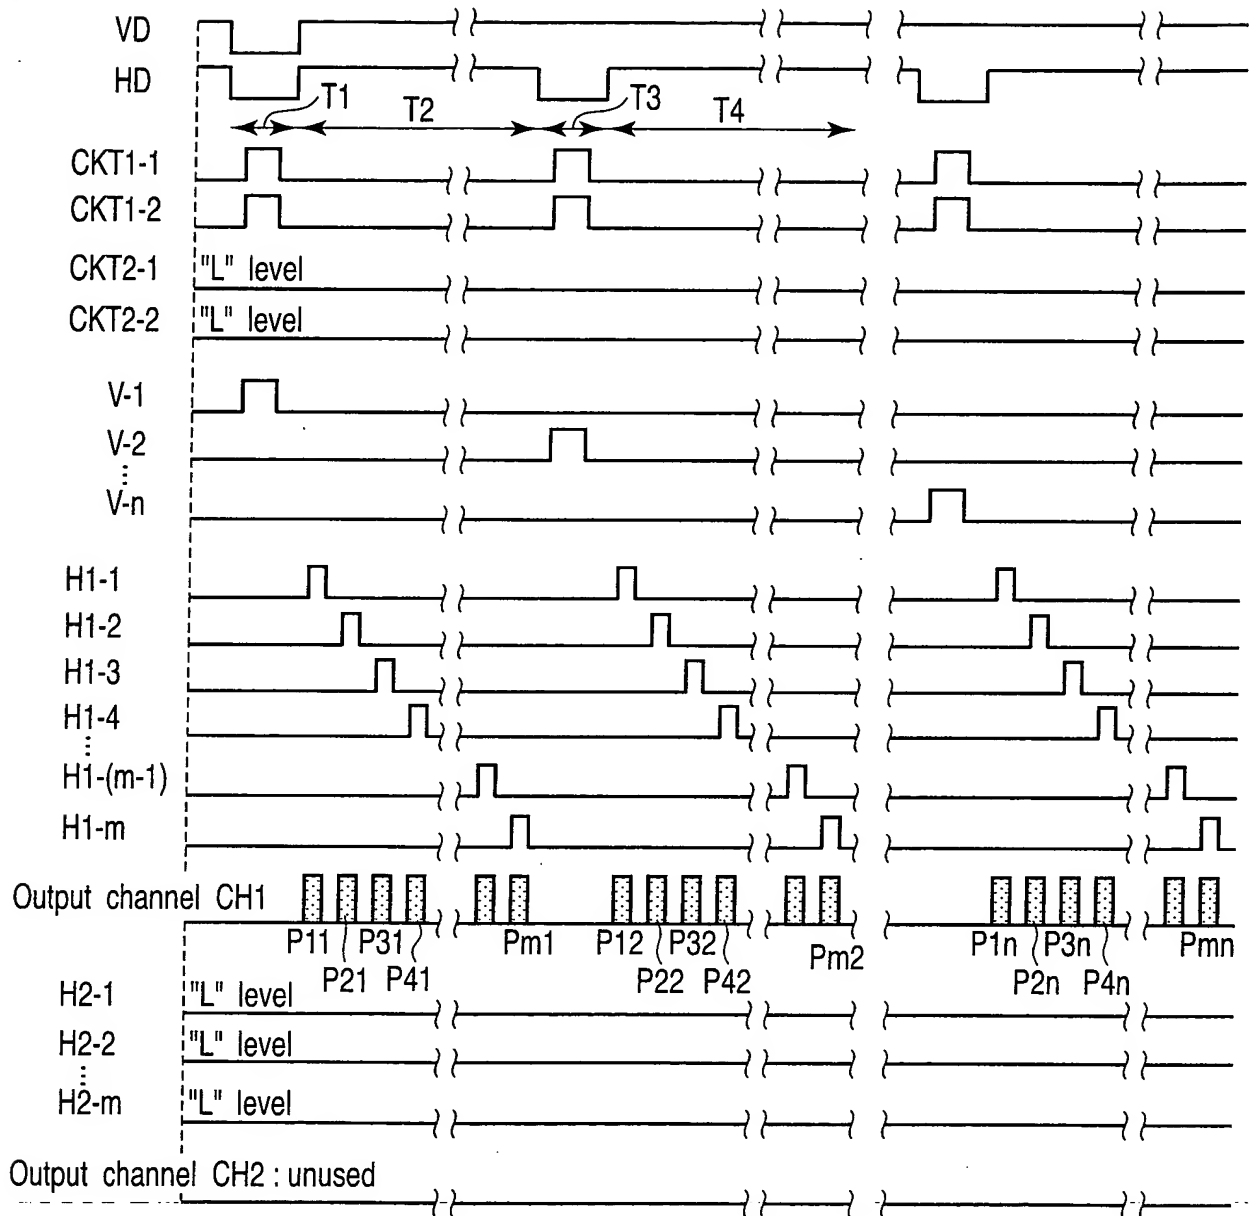 VD
HD
T1
T2
T3
T4
CKT1-1
CKT1-2
CKT2-1 "L" level
CKT2-2 "L" level
V-1
V-2
V-n
H1-1
H1-2
H1-3
H1-4
H1-(m-1)
H1-m
Output channel CH1
P11 P31 Pm1 P12 P32 Pm2 P1n P3n Pmn
P21 P41 P22 P42 P2n P4n
H2-1 "L" level
H2-2 "L" level
H2-m "L" level
Output channel CH2 : unused